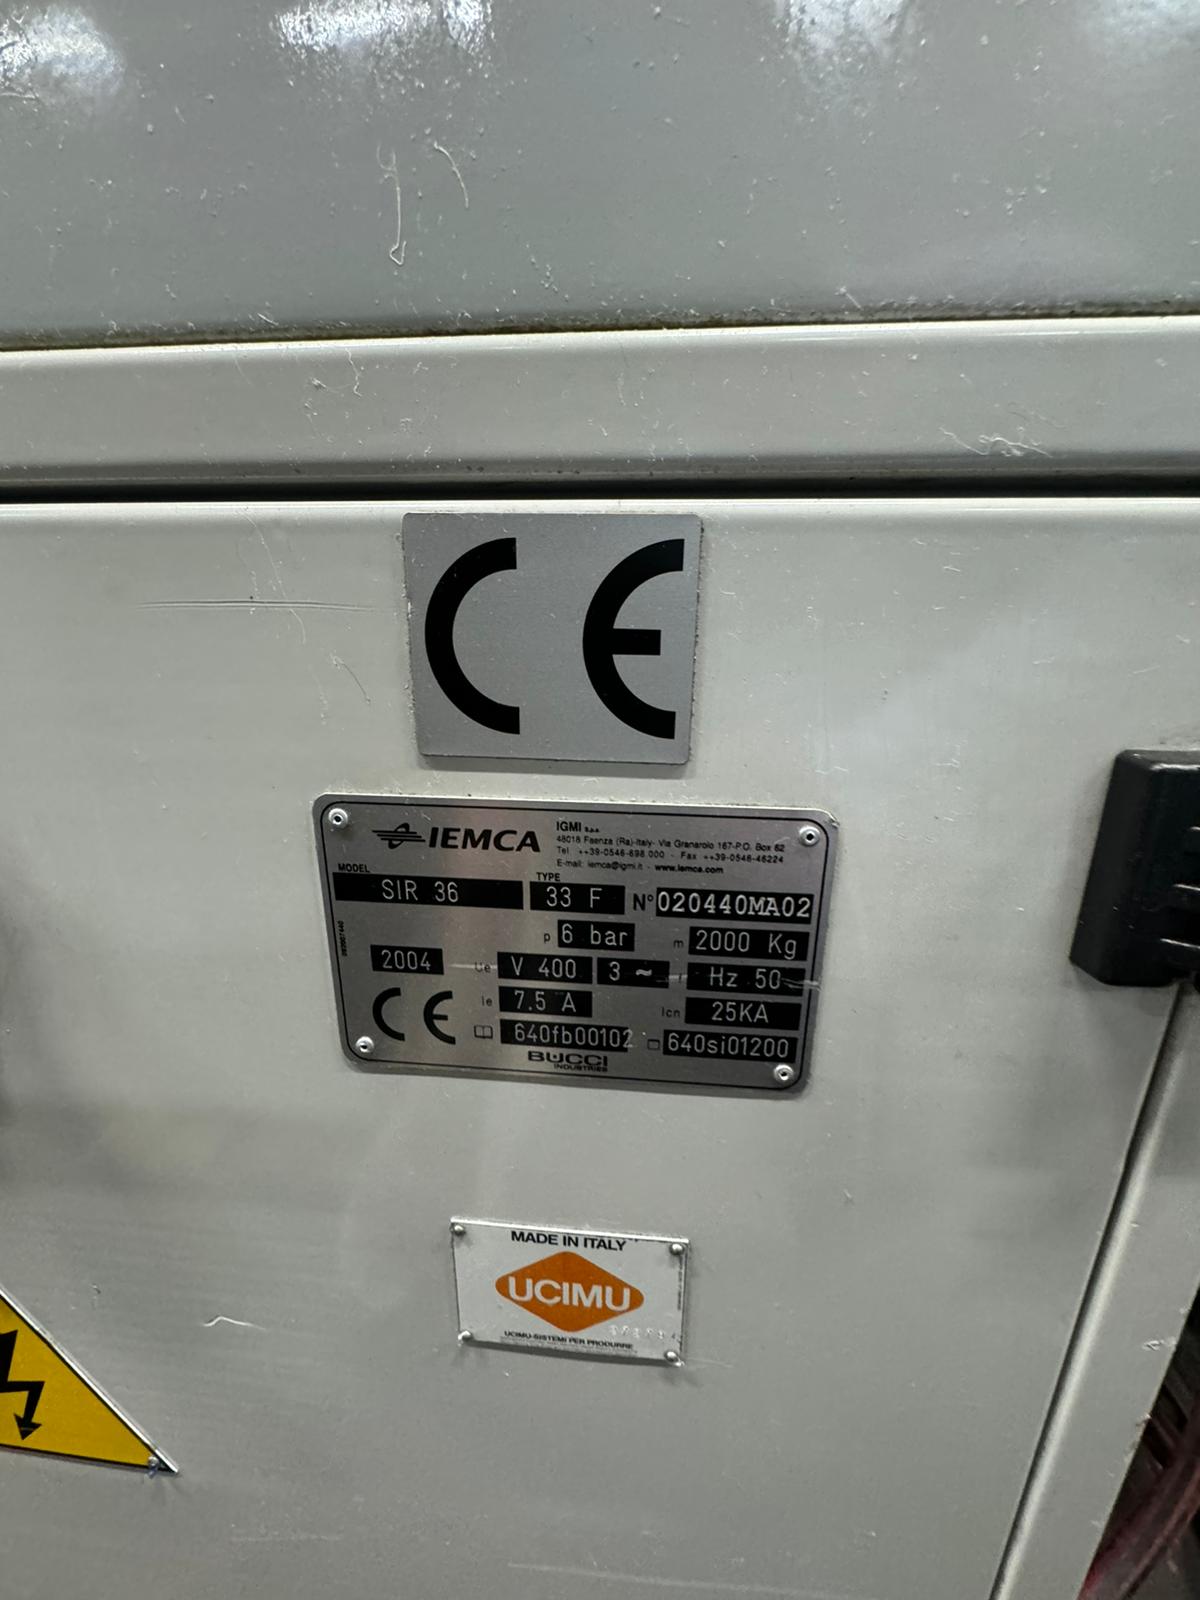 CE
IEMCA
IGMI s.p.a.
48018 Faenza (Ra)-Italy- Via Granarolo 167-P.O. Box 62
Tel. ++39-0546-698 000 - Fax ++39-0546-46224
E-mail: iemca@igmi.it - www.iemca.com
MODEL TYPE
SIR 36 33 F N° 020440MA02
p 6 bar m 2000 Kg
2004 Ue V 400 3 ~ f Hz 50
CE Ie 7.5 A Icn 25KA
640fb00102 640si01200
BUCCI
INDUSTRIES
MADE IN ITALY
UCIMU
UCIMU-SISTEMI PER PRODURRE